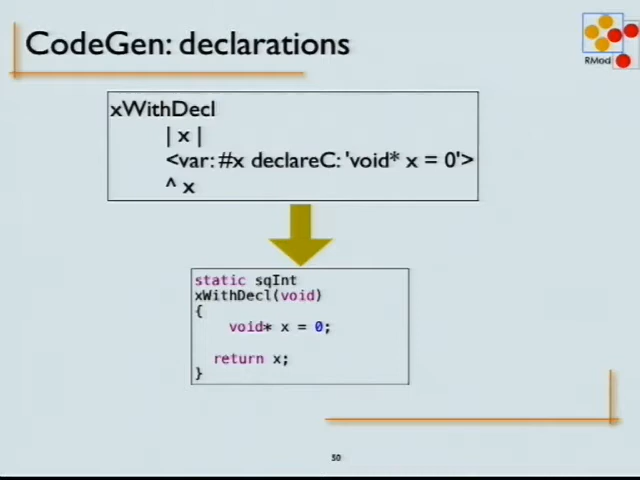 CodeGen: declarations
RMod
xWithDecl
| x |
<var: #x declareC: 'void* x = 0'>
^ x
static sqInt
xWithDecl(void)
{
void* x = 0;
return x;
}
50